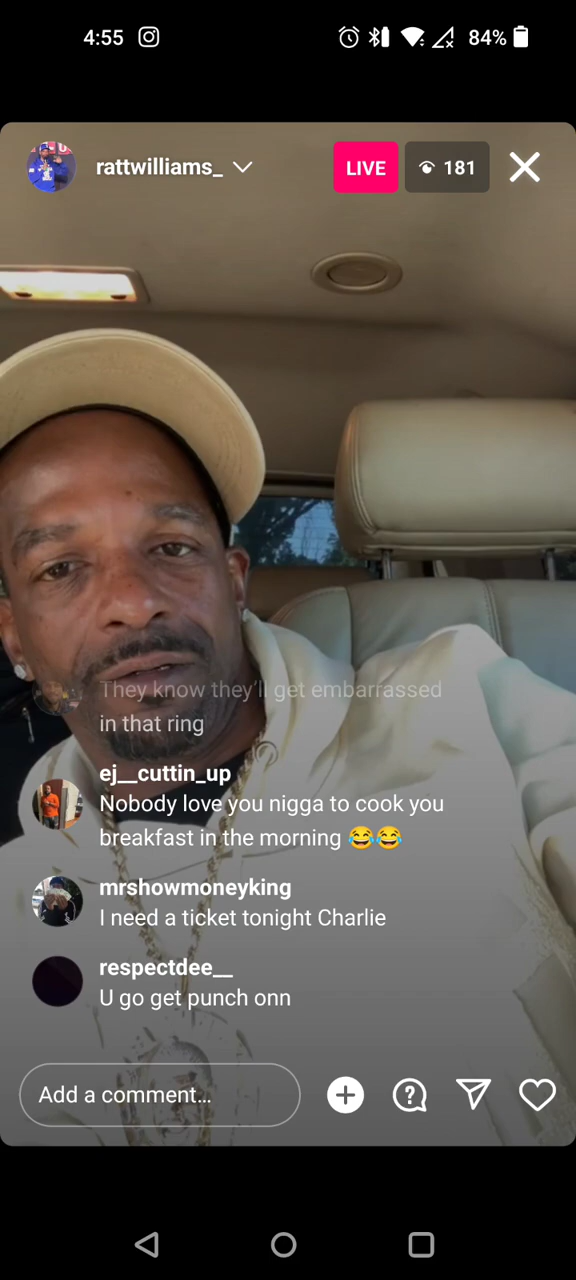 4:55
84%
rattwilliams_
LIVE
181
They know they'll get embarrassed
in that ring
ej__cuttin_up
Nobody love you nigga to cook you
breakfast in the morning 😂😂
mrshowmoneyking
I need a ticket tonight Charlie
respectdee__
U go get punch onn
Add a comment...